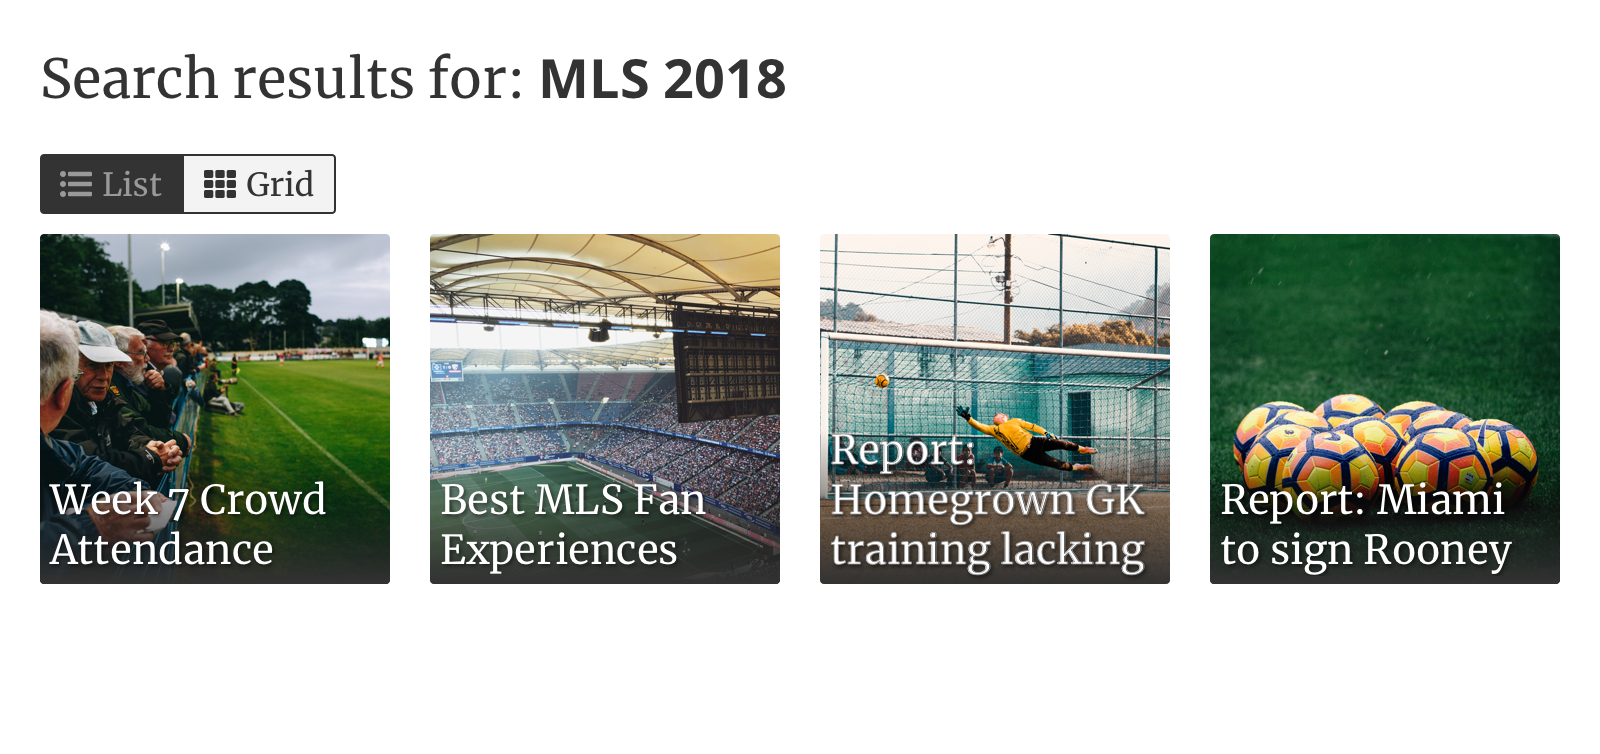 Search results for: MLS 2018
List
Grid
Week 7 Crowd
Attendance
Best MLS Fan
Experiences
Report:
Homegrown GK
training lacking
Report: Miami
to sign Rooney